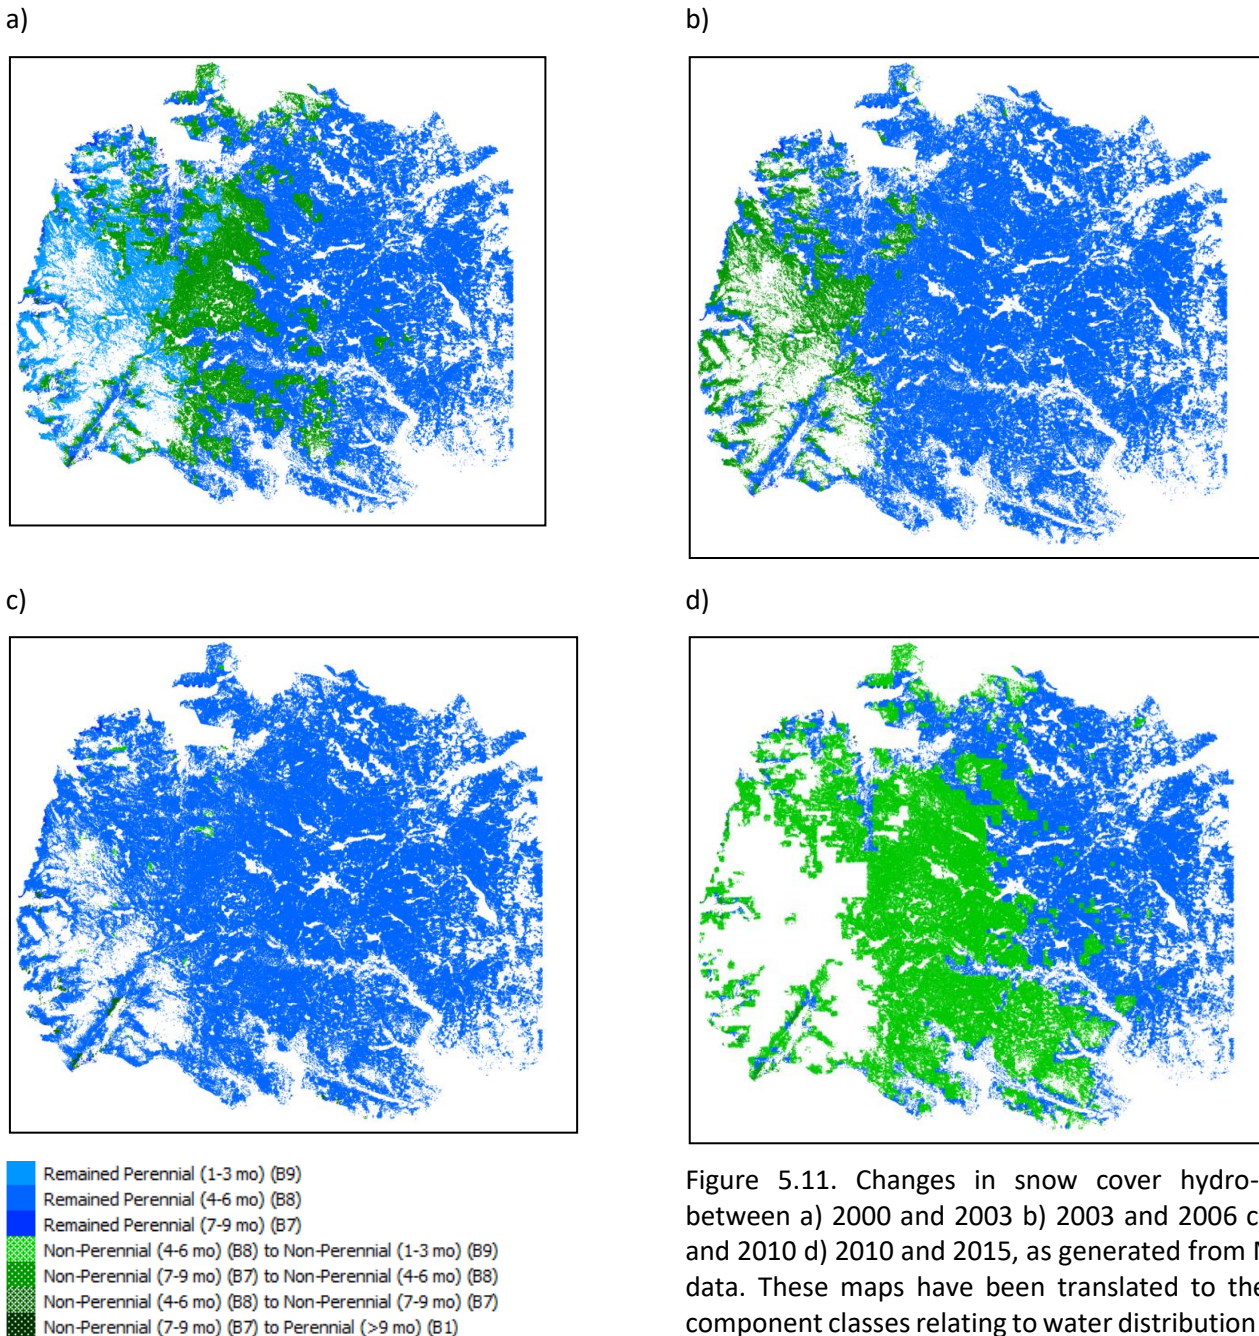 a)
b)
c)
d)
Remained Perennial (1-3 mo) (B9)
Remained Perennial (4-6 mo) (B8)
Remained Perennial (7-9 mo) (B7)
Non-Perennial (4-6 mo) (B8) to Non-Perennial (1-3 mo) (B9)
Non-Perennial (7-9 mo) (B7) to Non-Perennial (4-6 mo) (B8)
Non-Perennial (4-6 mo) (B8) to Non-Perennial (7-9 mo) (B7)
Non-Perennial (7-9 mo) (B7) to Perennial (>9 mo) (B1)
Figure 5.11. Changes in snow cover hydro-
between a) 2000 and 2003 b) 2003 and 2006 c
and 2010 d) 2010 and 2015, as generated from
data. These maps have been translated to the
component classes relating to water distribution